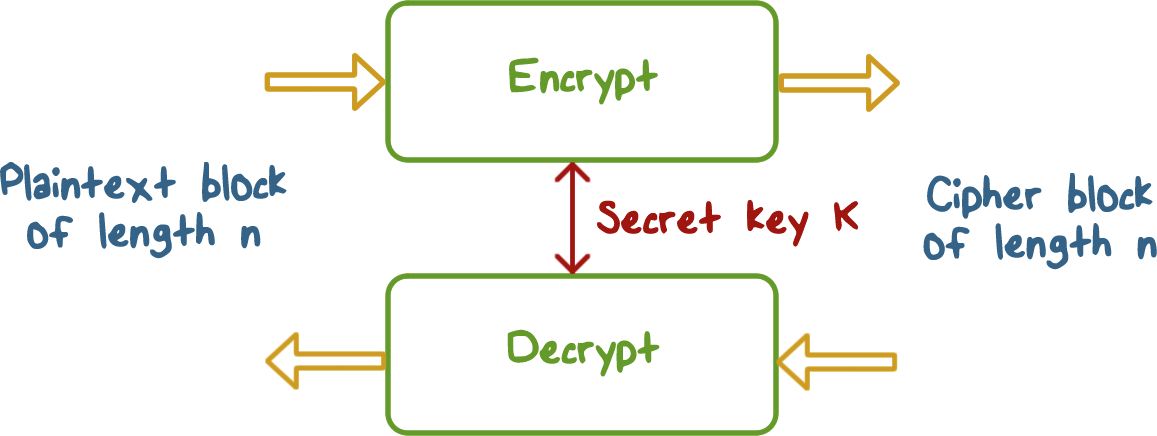 Encrypt
Plaintext block
of length n
Secret key K
Cipher block
of length n
Decrypt